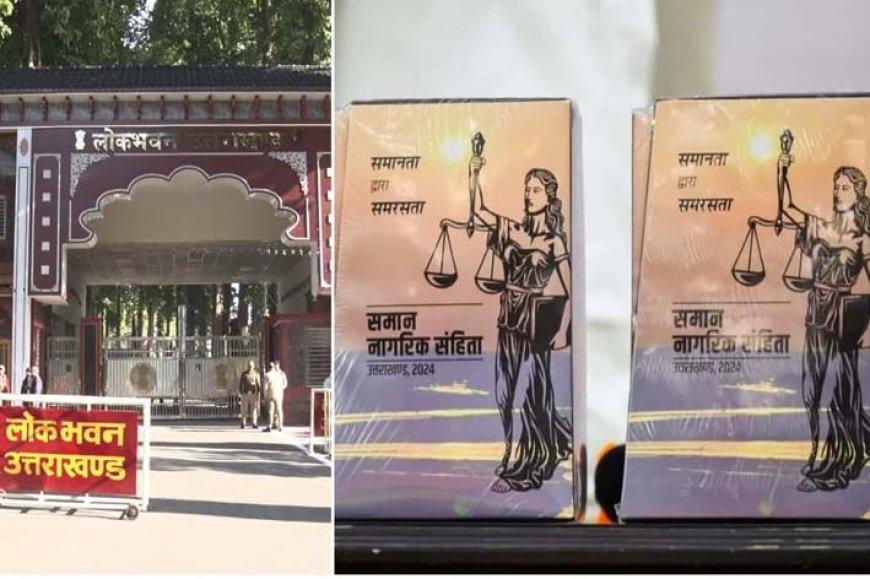 लोक भवन उत्तराखण्ड
लोक भवन
उत्तराखण्ड
समानता
द्वारा
समरसता
समान
नागरिक संहिता
उत्तराखण्ड, 2024
समानता
द्वारा
समरसता
समान
नागरिक संहिता
उत्तराखण्ड, 2024